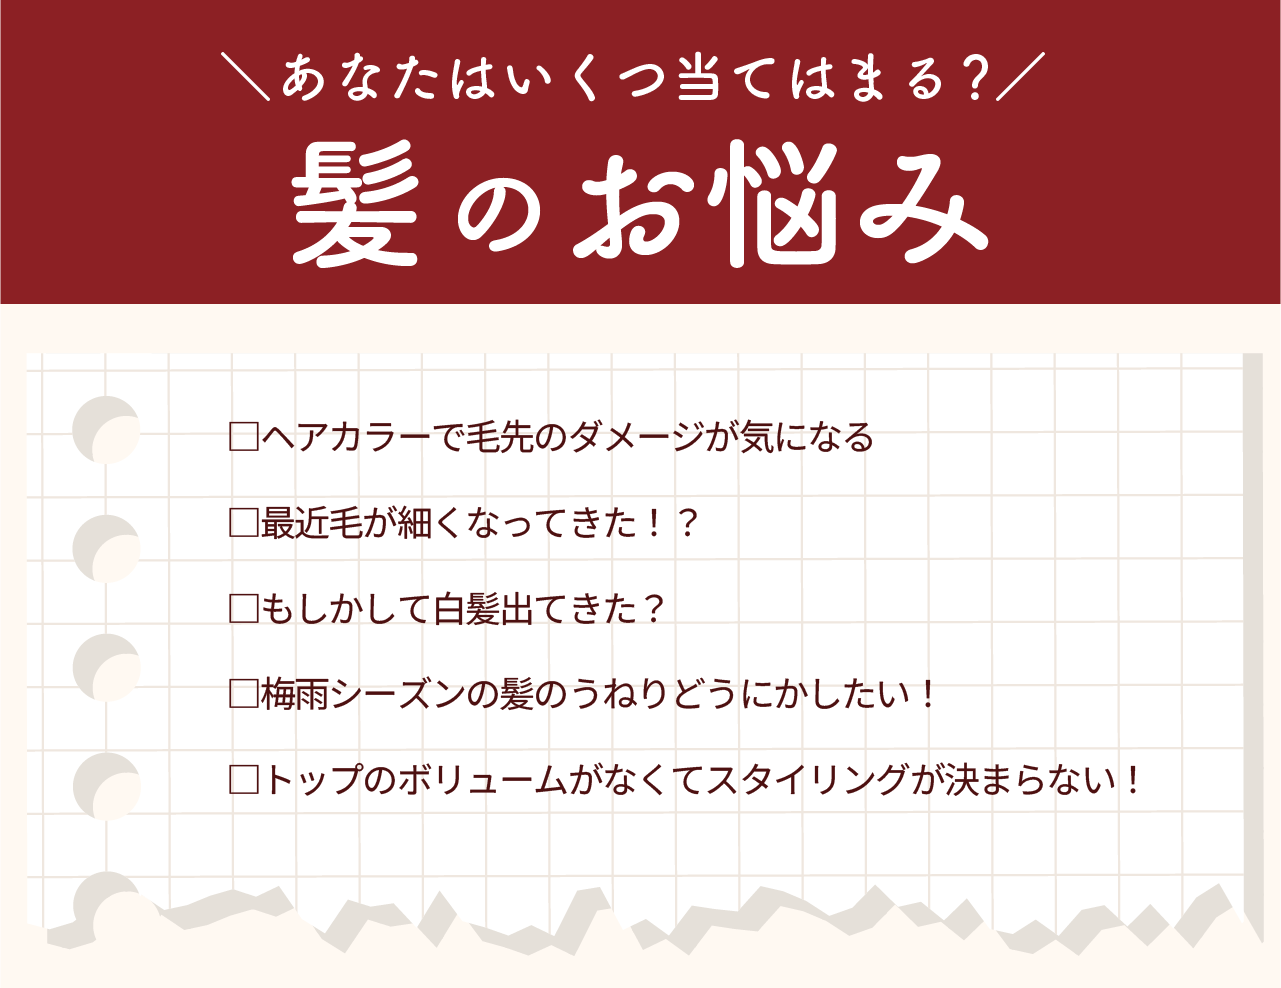 ＼あなたはいくつ当てはまる？／
髪のお悩み
□ヘアカラーで毛先のダメージが気になる
□最近毛が細くなってきた！？
□もしかして白髪出てきた？
□梅雨シーズンの髪のうねりどうにかしたい！
□トップのボリュームがなくてスタイリングが決まらない！